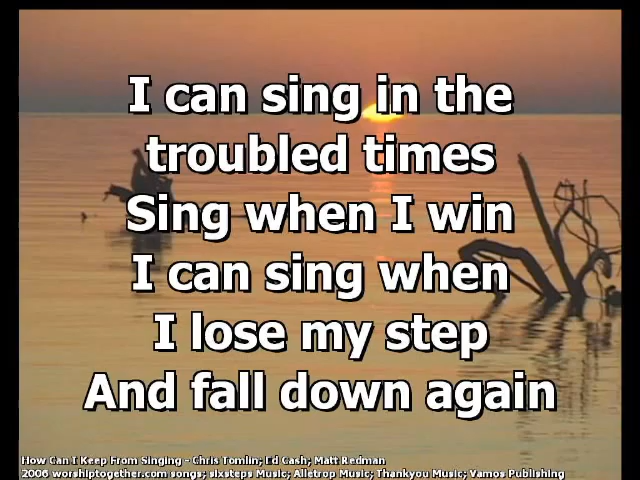 I can sing in the
troubled times
Sing when I win
I can sing when
I lose my step
And fall down again
How Can I Keep From Singing - Chris Tomlin; Ed Cash; Matt Redman
2006 worshiptogether.com songs; sixsteps Music; Alletrop Music; Thankyou Music; Vamos Publishing